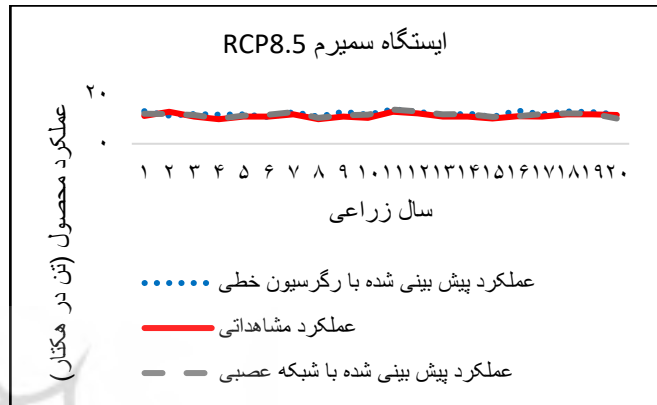 ایستگاه سمیرم RCP8.5
عملکرد محصول (تن در هکتار)
۲۰
۰
۱ ۲ ۳ ۴ ۵ ۶ ۷ ۸ ۹ ۱۰ ۱۱ ۱۲ ۱۳ ۱۴ ۱۵ ۱۶ ۱۷ ۱۸ ۱۹ ۲۰
سال زراعی
عملکرد پیش بینی شده با رگرسیون خطی
عملکرد مشاهداتی
عملکرد پیش بینی شده با شبکه عصبی